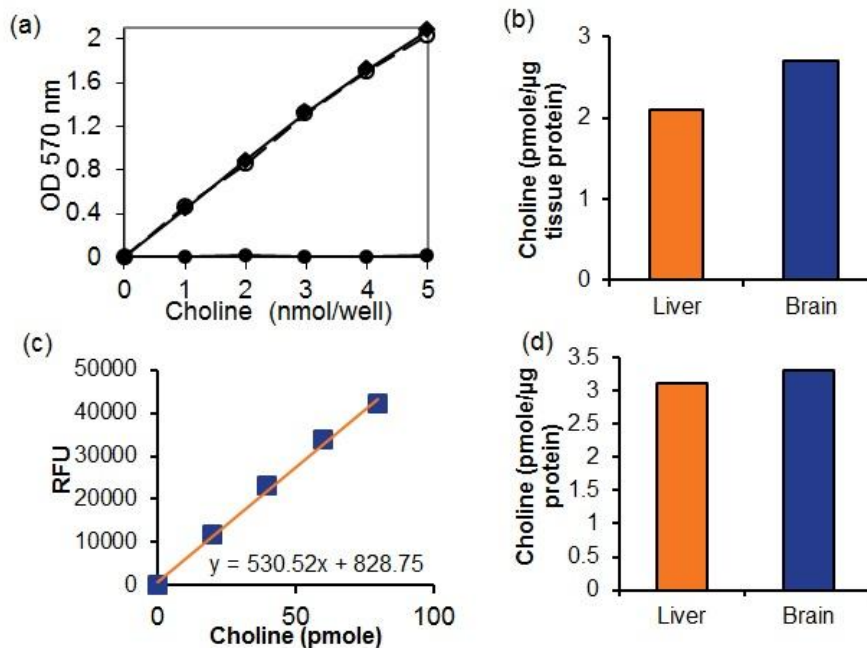 (a)
OD 570 nm
2
1.6
1.2
0.8
0.4
0
0 1 2 3 4 5
Choline (nmol/well)
(b)
Choline (pmole/µg
tissue protein)
3
2
1
0
Liver Brain
(c)
RFU
50000
40000
30000
20000
10000
0
y = 530.52x + 828.75
0 50 100
Choline (pmole)
(d)
Choline (pmole/µg
protein)
3.5
3
2.5
2
1.5
1
0.5
0
Liver Brain